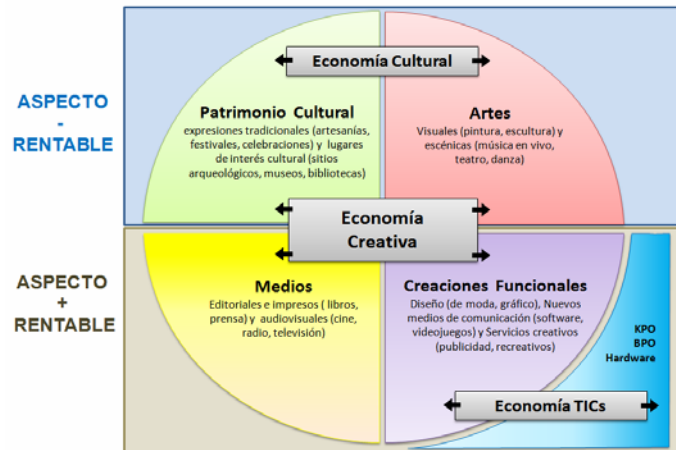 Economía Cultural
ASPECTO
-
RENTABLE
Patrimonio Cultural
expresiones tradicionales (artesanías,
festivales, celebraciones) y lugares
de interés cultural (sitios
arqueológicos, museos, bibliotecas)
Artes
Visuales (pintura, escultura) y
escénicas (música en vivo,
teatro, danza)
Economía
Creativa
ASPECTO
+
RENTABLE
Medios
Editoriales e impresos ( libros,
prensa) y audiovisuales (cine,
radio, televisión)
Creaciones Funcionales
Diseño (de moda, gráfico), Nuevos
medios de comunicación (software,
videojuegos) y Servicios creativos
(publicidad, recreativos)
KPO
BPO
Hardware
Economía TICs